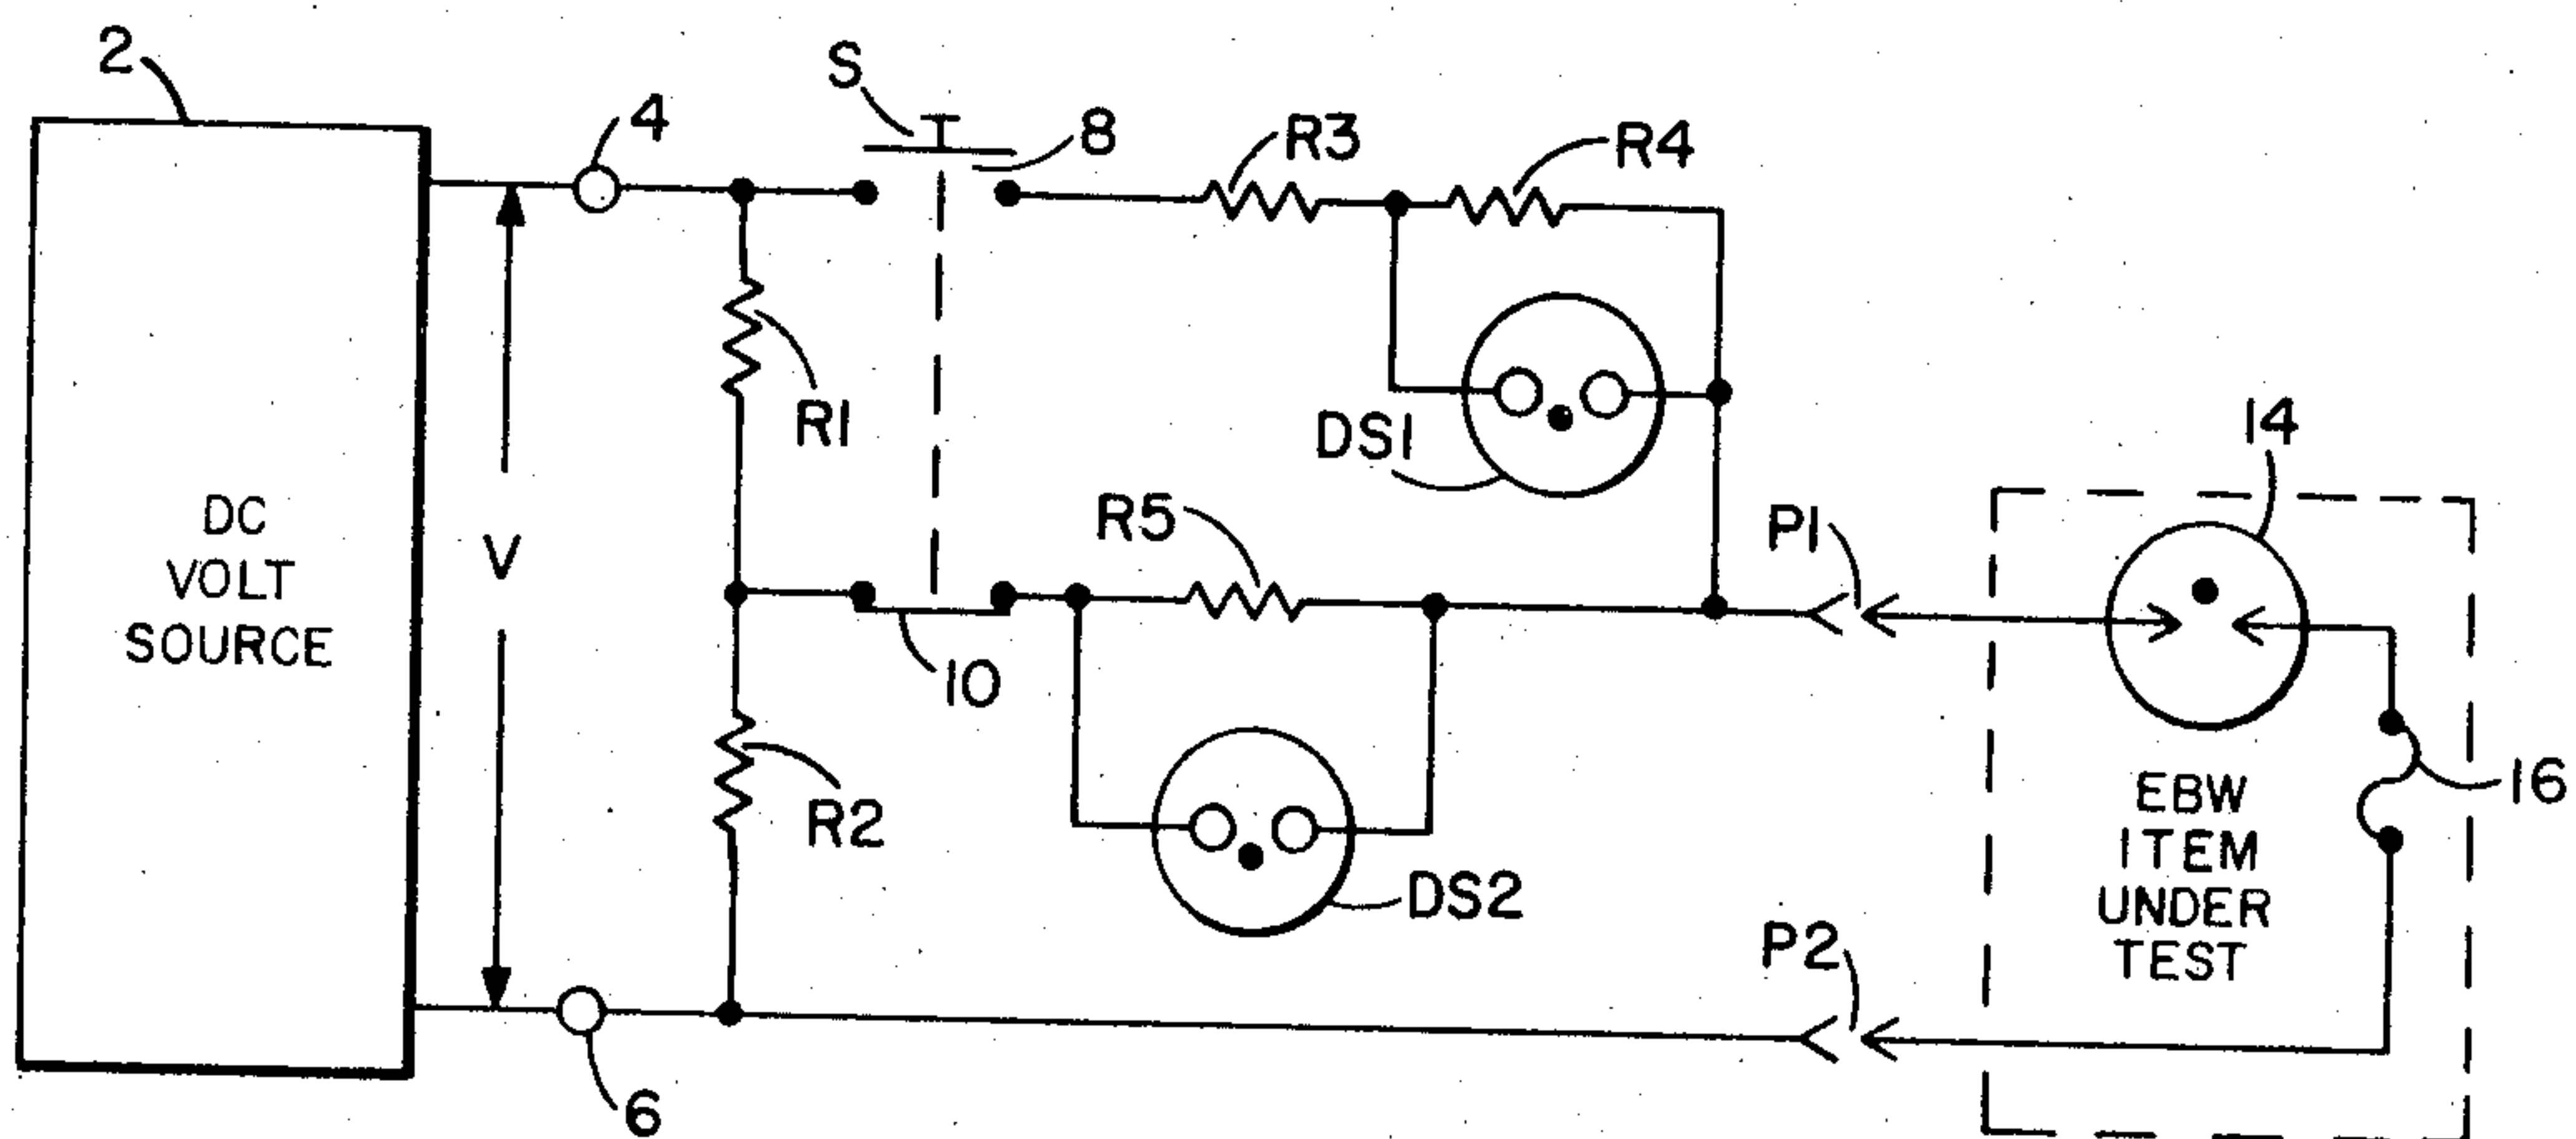 2
S
4
8
R3
R4
R1
DS1
14
DC
VOLT
SOURCE
V
R5
P1
10
R2
EBW
ITEM
UNDER
TEST
16
DS2
P2
6